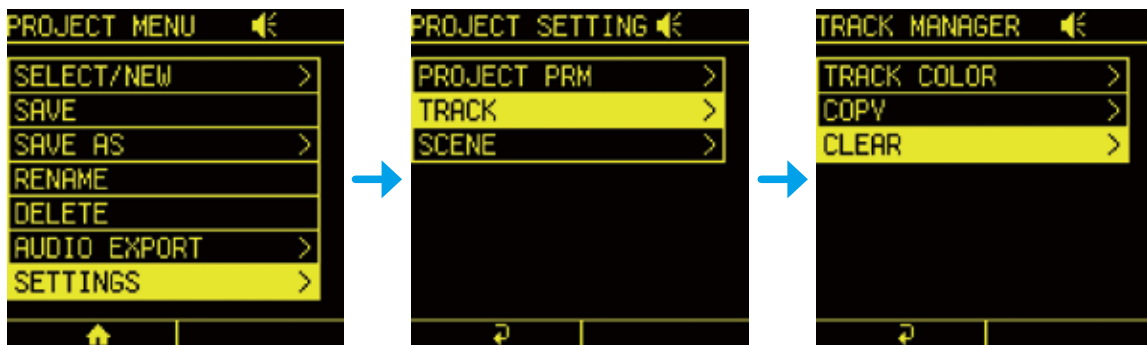 PROJECT MENU
SELECT/NEW >
SAVE
SAVE AS >
RENAME
DELETE
AUDIO EXPORT >
SETTINGS >
PROJECT SETTING
PROJECT PRM >
TRACK >
SCENE >
TRACK MANAGER
TRACK COLOR >
COPY >
CLEAR >